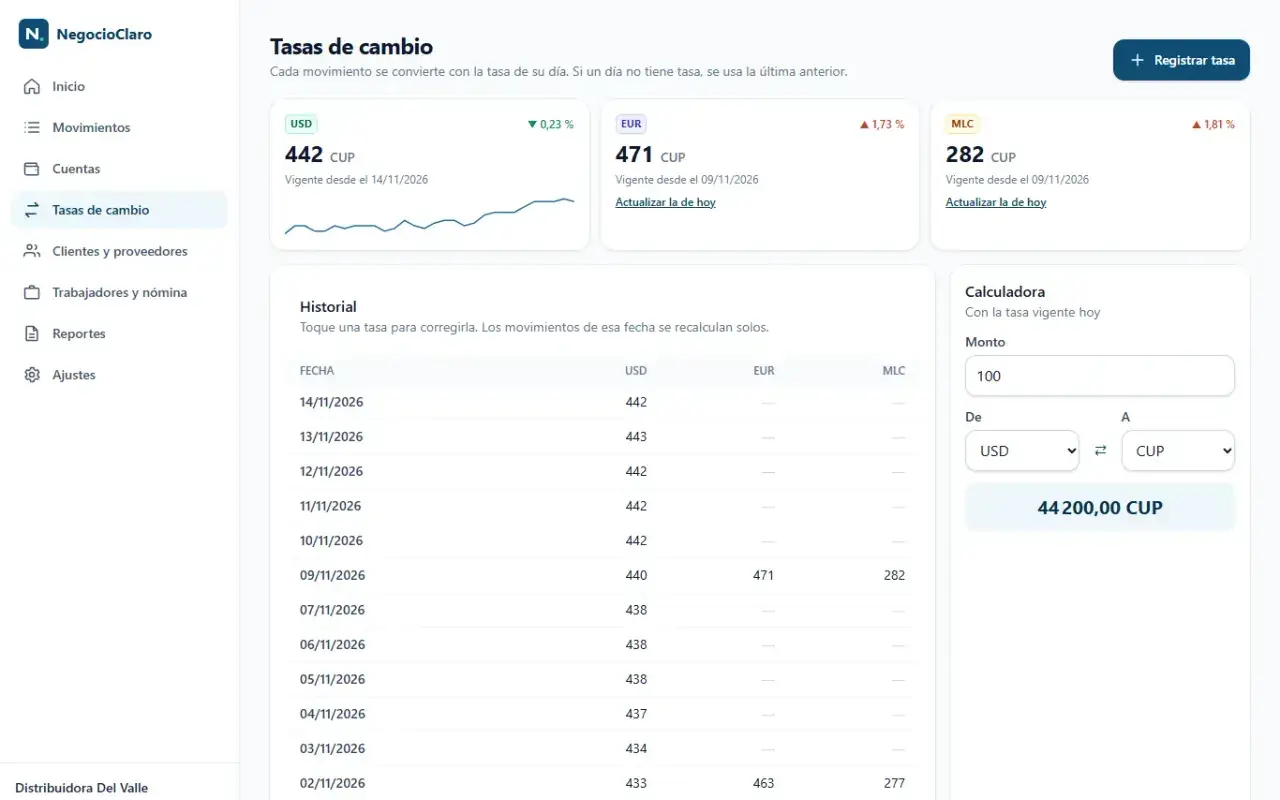 N. NegocioClaro
Inicio
Movimientos
Cuentas
Tasas de cambio
Clientes y proveedores
Trabajadores y nómina
Reportes
Ajustes
Distribuidora Del Valle
Tasas de cambio
Cada movimiento se convierte con la tasa de su día. Si un día no tiene tasa, se usa la última anterior.
+ Registrar tasa
USD ▼ 0,23 %
442 CUP
Vigente desde el 14/11/2026
EUR ▲ 1,73 %
471 CUP
Vigente desde el 09/11/2026
Actualizar la de hoy
MLC ▲ 1,81 %
282 CUP
Vigente desde el 09/11/2026
Actualizar la de hoy
Historial
Toque una tasa para corregirla. Los movimientos de esa fecha se recalculan solos.
FECHA USD EUR MLC
14/11/2026 442 — —
13/11/2026 443 — —
12/11/2026 442 — —
11/11/2026 442 — —
10/11/2026 442 — —
09/11/2026 440 471 282
07/11/2026 438 — —
06/11/2026 438 — —
05/11/2026 438 — —
04/11/2026 437 — —
03/11/2026 434 — —
02/11/2026 433 463 277
Calculadora
Con la tasa vigente hoy
Monto
100
De A
USD ⇄ CUP
44 200,00 CUP